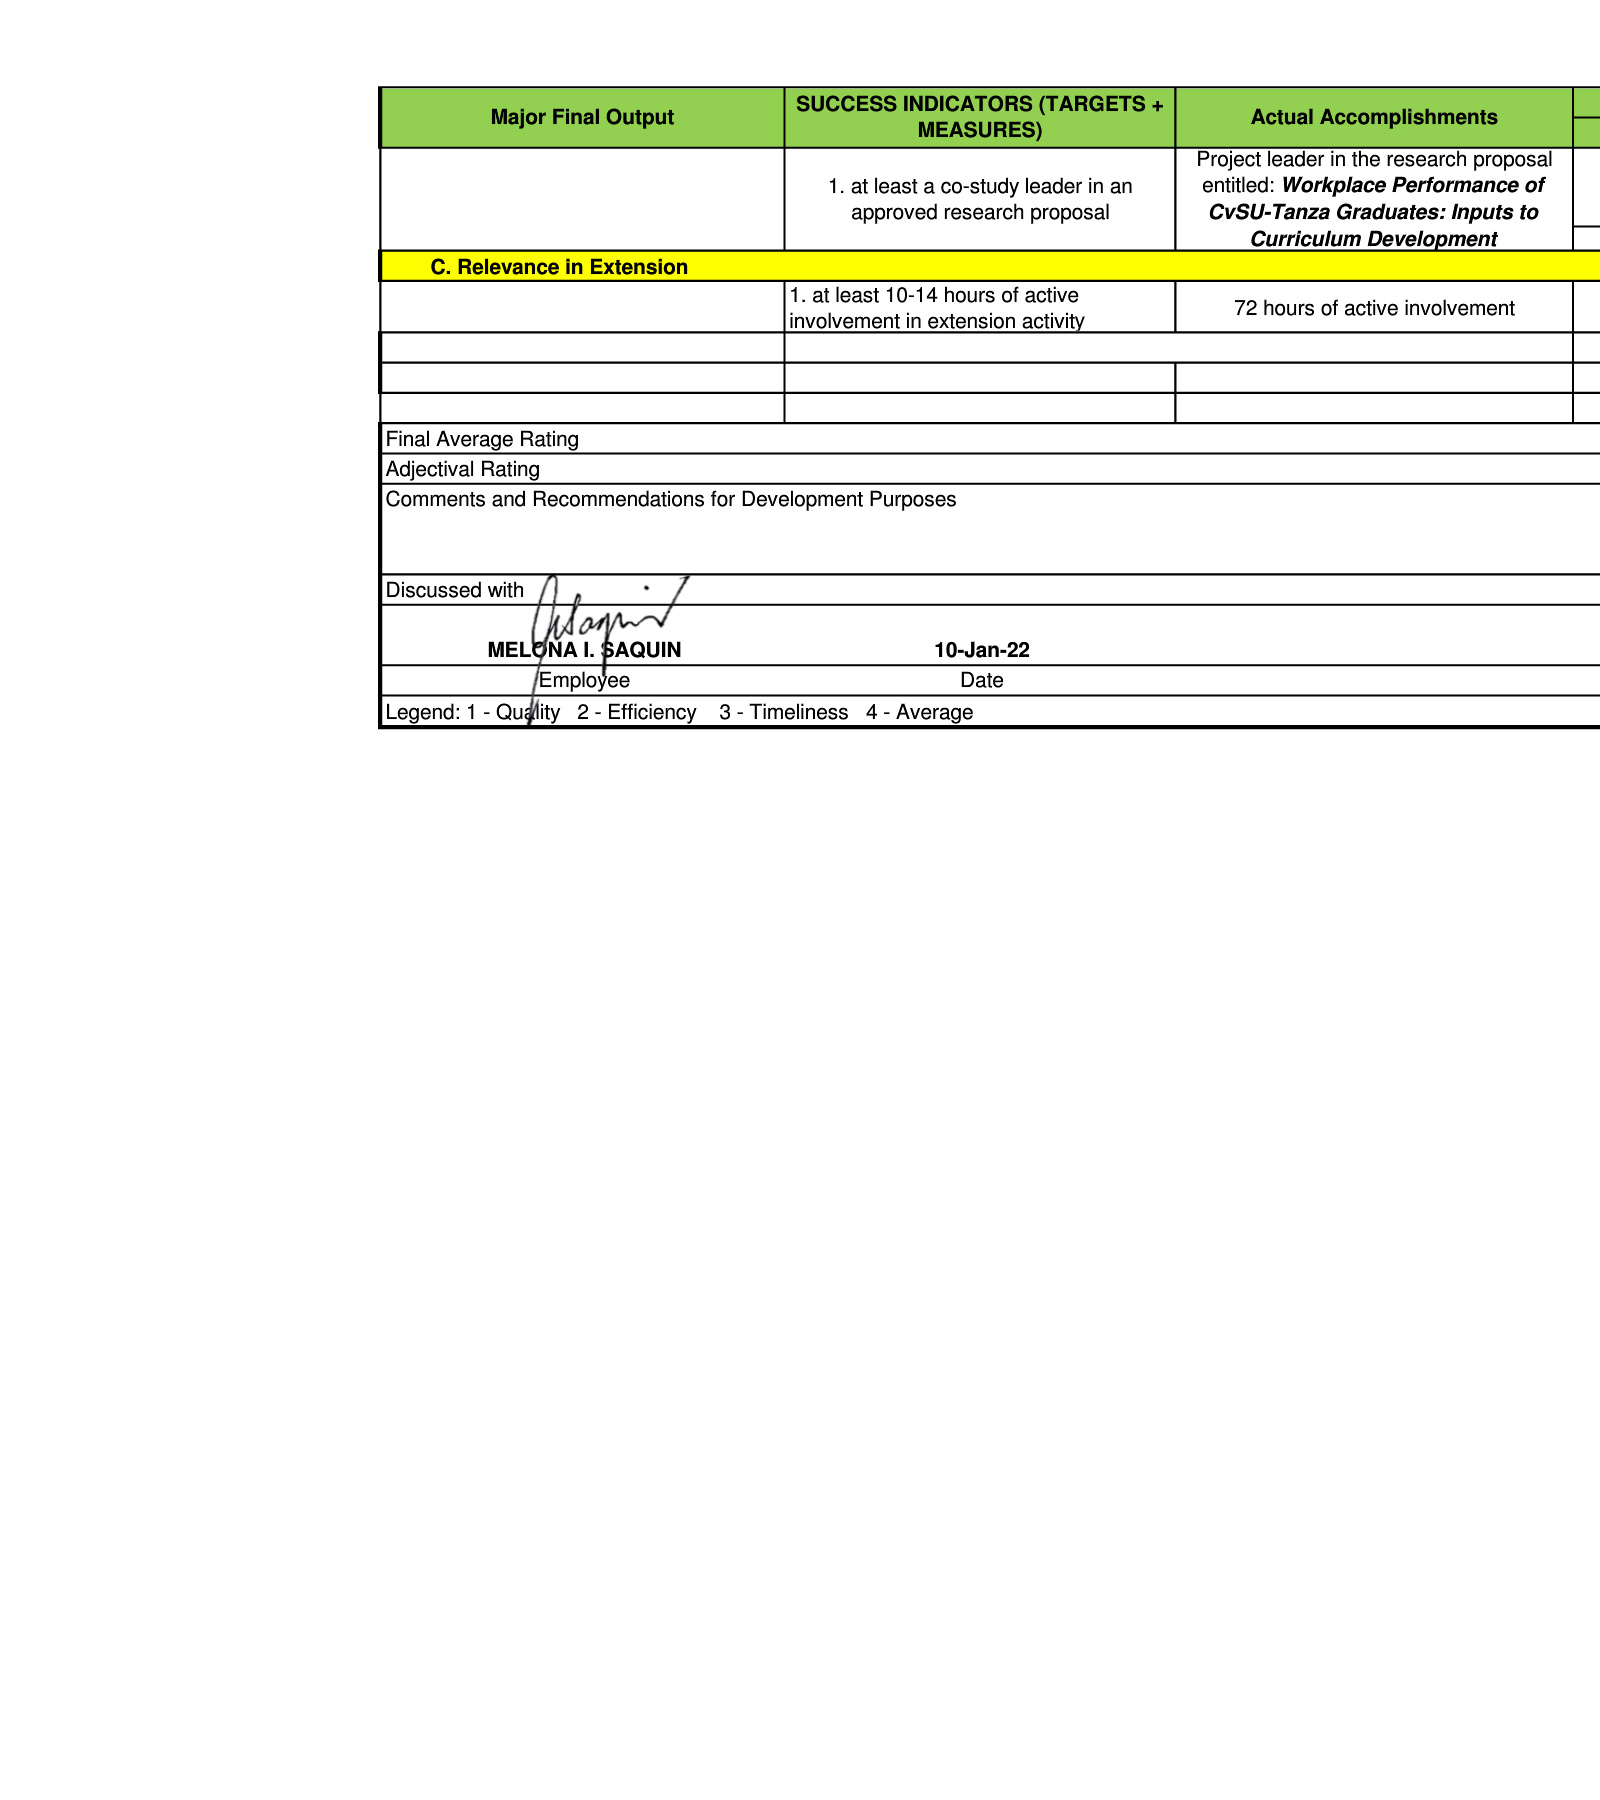 Major Final Output
SUCCESS INDICATORS (TARGETS +
MEASURES)
Actual Accomplishments
1. at least a co-study leader in an
approved research proposal
Project leader in the research proposal
entitled: Workplace Performance of
CvSU-Tanza Graduates: Inputs to
Curriculum Development
C. Relevance in Extension
1. at least 10-14 hours of active
involvement in extension activity
72 hours of active involvement
Final Average Rating
Adjectival Rating
Comments and Recommendations for Development Purposes
Discussed with
MELONA I. SAQUIN
10-Jan-22
Employee
Date
Legend: 1 - Quality 2 - Efficiency 3 - Timeliness 4 - Average